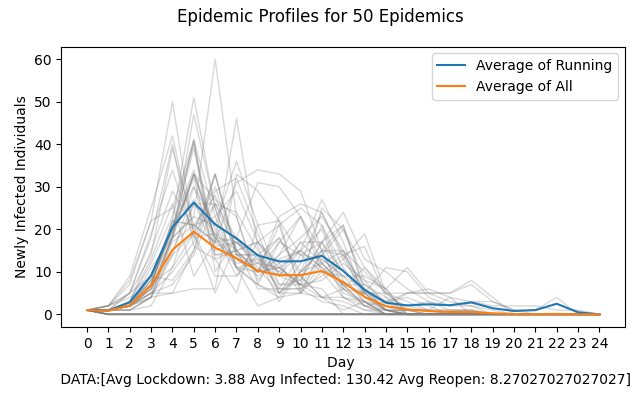 Epidemic Profiles for 50 Epidemics
Newly Infected Individuals
60
50
40
30
20
10
0
Average of Running
Average of All
0 1 2 3 4 5 6 7 8 9 10 11 12 13 14 15 16 17 18 19 20 21 22 23 24
Day
DATA:[Avg Lockdown: 3.88 Avg Infected: 130.42 Avg Reopen: 8.27027027027027]